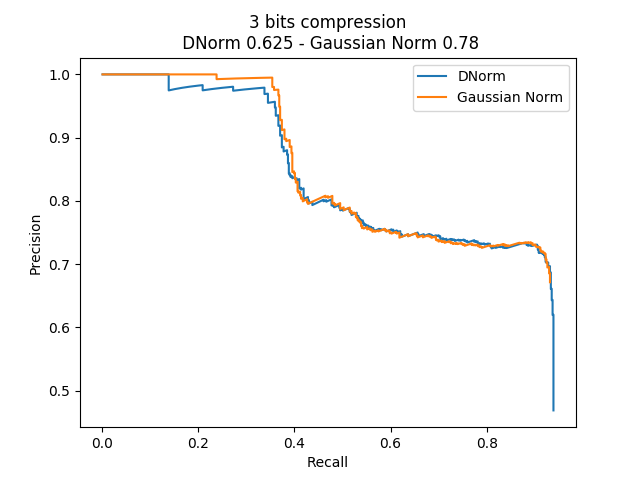 3 bits compression
DNorm 0.625 - Gaussian Norm 0.78
DNorm
Gaussian Norm
1.0
0.9
0.8
0.7
0.6
0.5
Precision
0.0 0.2 0.4 0.6 0.8
Recall